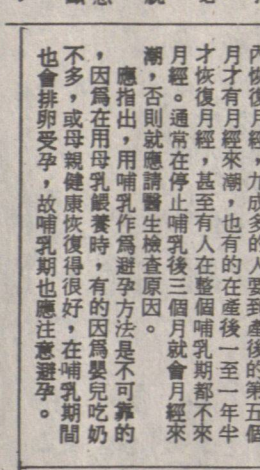 內恢復月經，九成多的人要到產後的第五個
月才有月經來潮，也有的在產後一至一年半
才恢復月經，甚至有人在整個哺乳期都不來
月經。通常在停止哺乳後三個月就會月經來
潮，否則就應請醫生檢查原因。
應指出，用哺乳作爲避孕方法是不可靠的
，因爲在用母乳餵養時，有的因爲嬰兒吃奶
不多，或母親健康恢復得很好，在哺乳期間
也會排卵受孕，故哺乳期也應注意避孕。